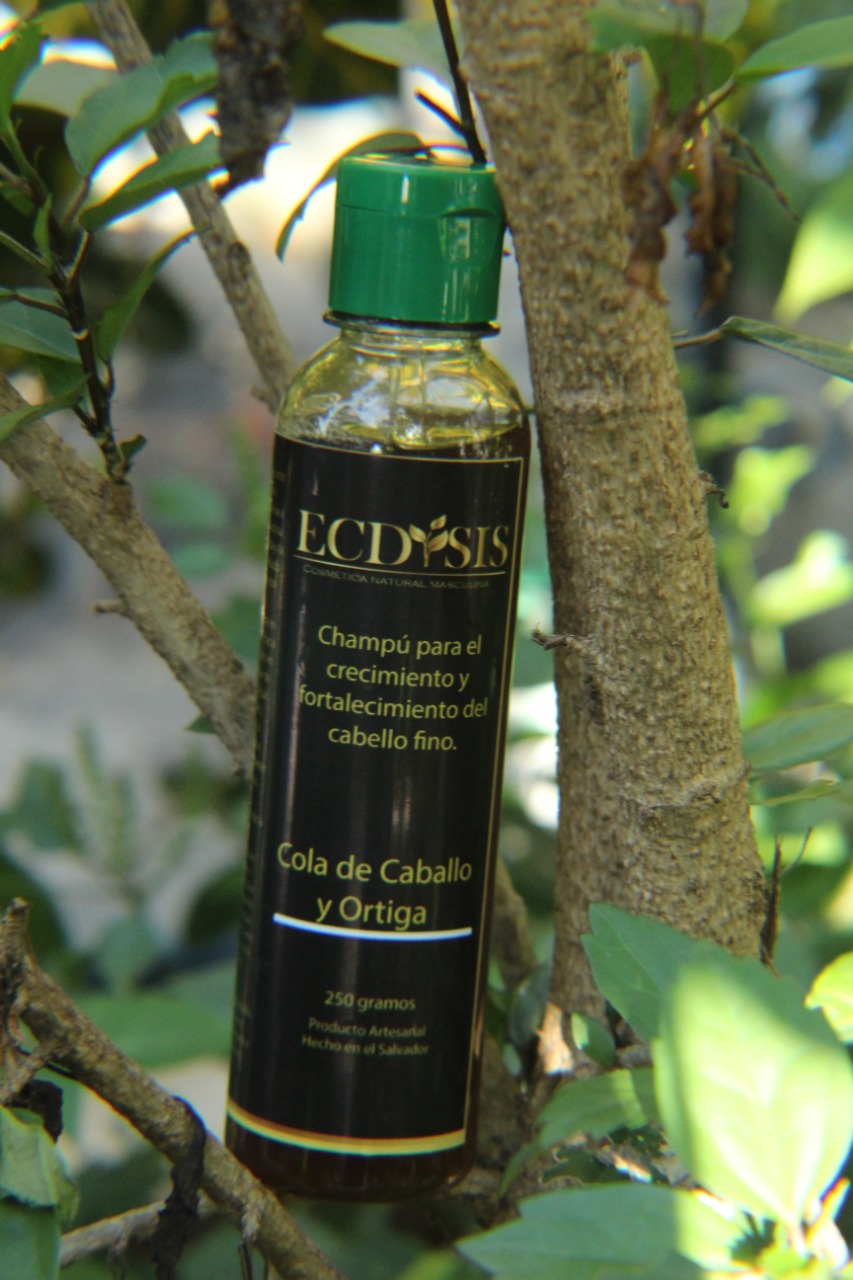 ECDYSIS
COSMETICA NATURAL MASCULINA
Champú para el
crecimiento y
fortalecimiento del
cabello fino.
Cola de Caballo
y Ortiga
250 gramos
Producto Artesanal
Hecho en el Salvador